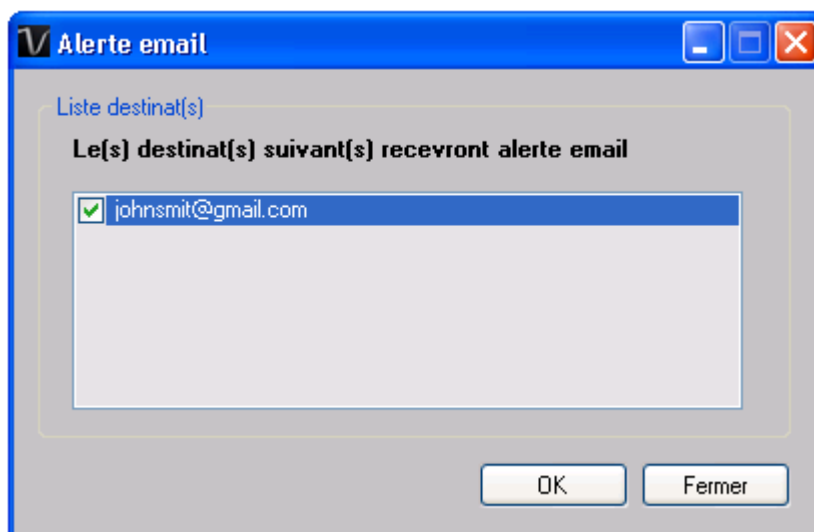 Alerte email
Liste destinat(s)
Le(s) destinat(s) suivant(s) recevront alerte email
johnsmit@gmail.com
OK
Fermer